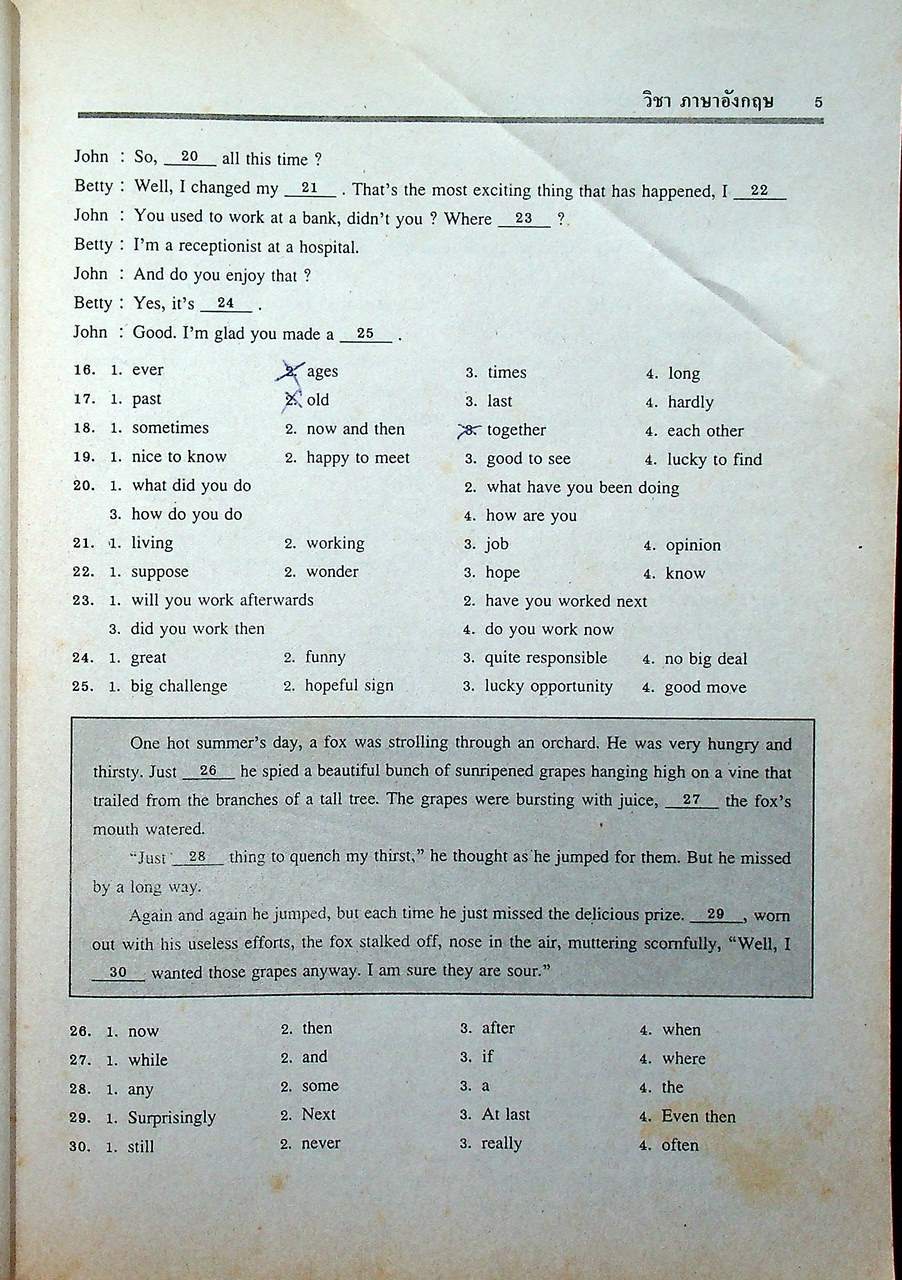 วิชา ภาษาอังกฤษ 5
John : So, 20 all this time ?
Betty : Well, I changed my 21 . That's the most exciting thing that has happened, I 22
John : You used to work at a bank, didn't you ? Where 23 ?
Betty : I'm a receptionist at a hospital.
John : And do you enjoy that ?
Betty : Yes, it's 24 .
John : Good. I'm glad you made a 25 .
16. 1. ever 2. ages 3. times 4. long
17. 1. past 2. old 3. last 4. hardly
18. 1. sometimes 2. now and then 3. together 4. each other
19. 1. nice to know 2. happy to meet 3. good to see 4. lucky to find
20. 1. what did you do 2. what have you been doing
3. how do you do 4. how are you
21. 1. living 2. working 3. job 4. opinion
22. 1. suppose 2. wonder 3. hope 4. know
23. 1. will you work afterwards 2. have you worked next
3. did you work then 4. do you work now
24. 1. great 2. funny 3. quite responsible 4. no big deal
25. 1. big challenge 2. hopeful sign 3. lucky opportunity 4. good move
One hot summer's day, a fox was strolling through an orchard. He was very hungry and
thirsty. Just 26 he spied a beautiful bunch of sunripened grapes hanging high on a vine that
trailed from the branches of a tall tree. The grapes were bursting with juice, 27 the fox's
mouth watered.
"Just 28 thing to quench my thirst," he thought as he jumped for them. But he missed
by a long way.
Again and again he jumped, but each time he just missed the delicious prize. 29 , worn
out with his useless efforts, the fox stalked off, nose in the air, muttering scornfully, "Well, I
30 wanted those grapes anyway. I am sure they are sour."
26. 1. now 2. then 3. after 4. when
27. 1. while 2. and 3. if 4. where
28. 1. any 2. some 3. a 4. the
29. 1. Surprisingly 2. Next 3. At last 4. Even then
30. 1. still 2. never 3. really 4. often